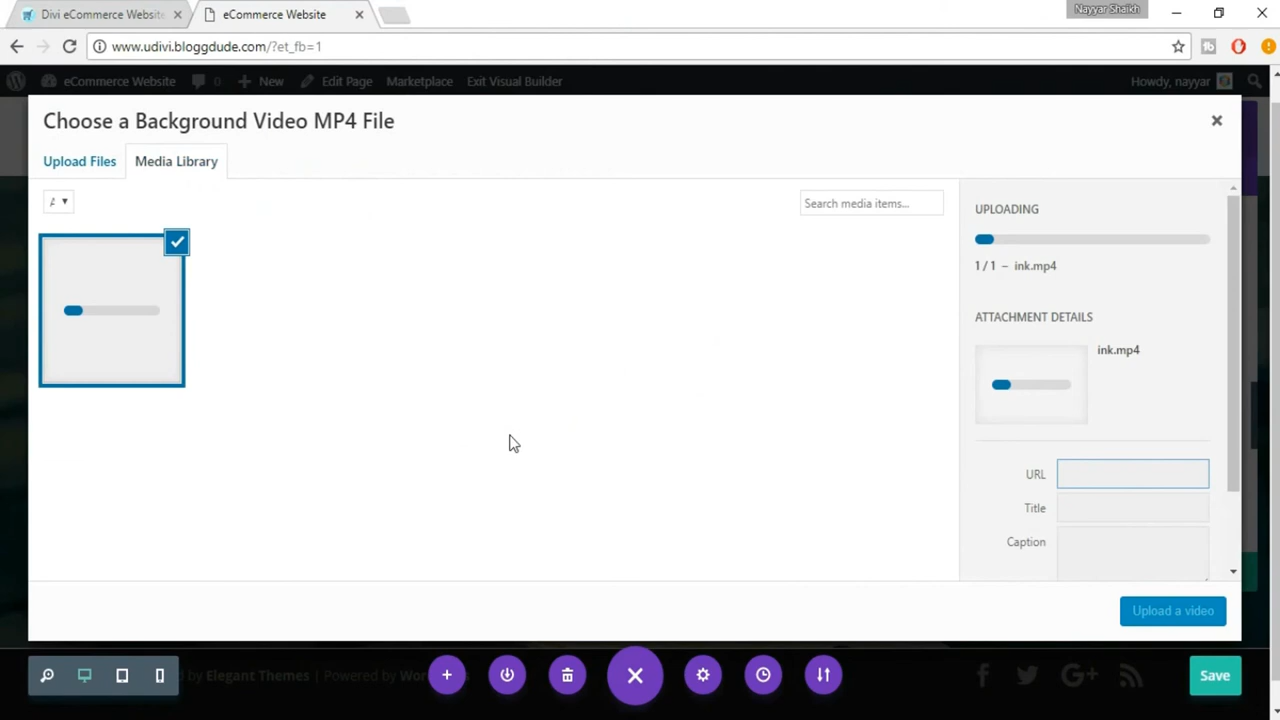 Divi eCommerce Website
eCommerce Website
Nayyar Shaikh
www.udivi.bloggdude.com/?et_fb=1
eCommerce Website
0
New
Edit Page
Marketplace
Exit Visual Builder
Howdy, nayyar
Choose a Background Video MP4 File
Upload Files
Media Library
Search media items...
UPLOADING
1 / 1 – ink.mp4
ATTACHMENT DETAILS
ink.mp4
URL
Title
Caption
Upload a video
by Elegant Themes | Powered by
Save